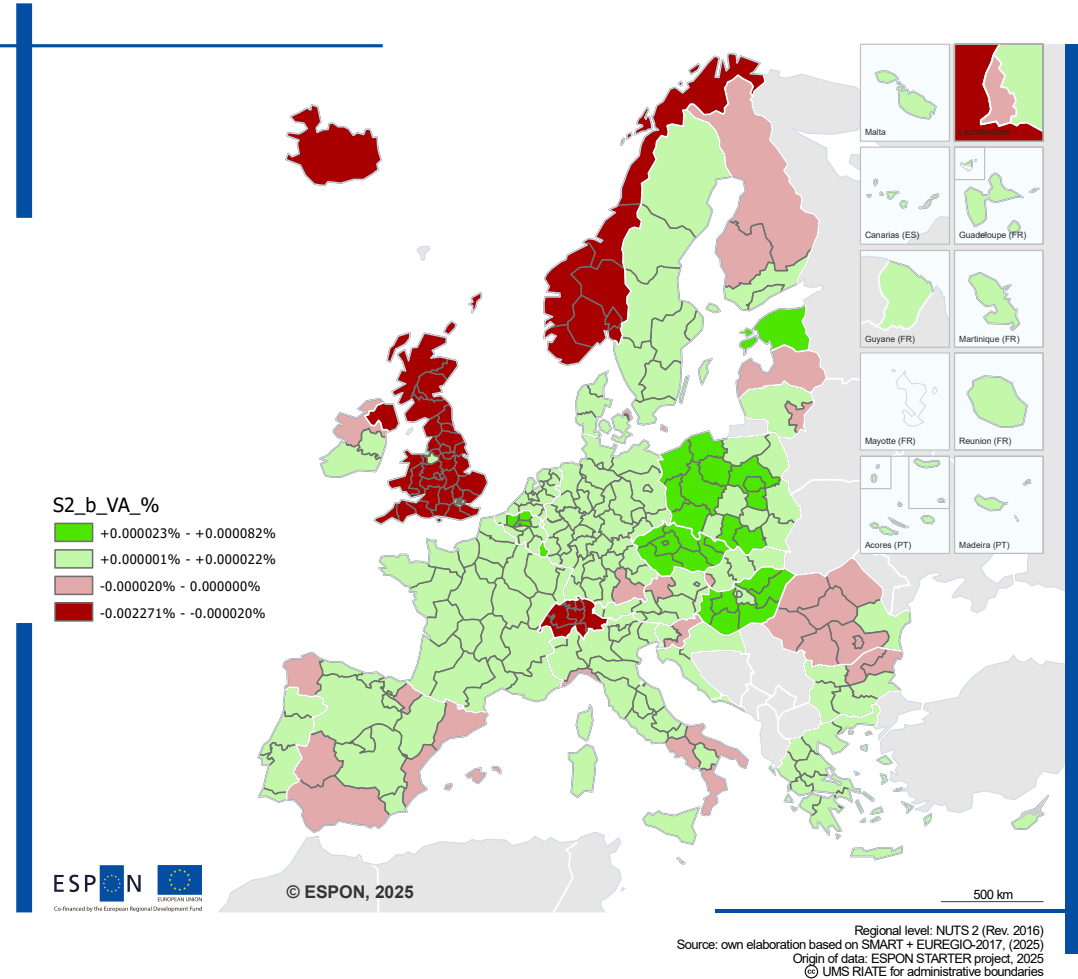 Malta
Liechtenstein
Canarias (ES)
Guadeloupe (FR)
Guyane (FR)
Martinique (FR)
Mayotte (FR)
Reunion (FR)
Acores (PT)
Madeira (PT)
S2_b_VA_%
+0.000023% - +0.000082%
+0.000001% - +0.000022%
-0.000020% - 0.000000%
-0.002271% - -0.000020%
ESPON
EUROPEAN UNION
Co-financed by the European Regional Development Fund
© ESPON, 2025
500 km
Regional level: NUTS 2 (Rev. 2016)
Source: own elaboration based on SMART + EUREGIO-2017, (2025)
Origin of data: ESPON STARTER project, 2025
(cc) UMS RIATE for administrative boundaries